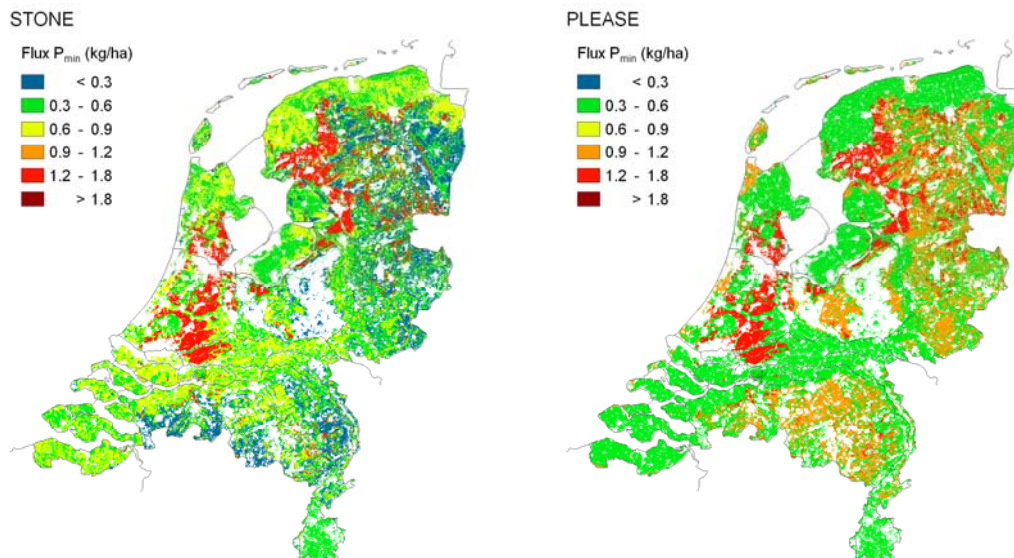 STONE
Flux Pmin (kg/ha)
< 0.3
0.3 - 0.6
0.6 - 0.9
0.9 - 1.2
1.2 - 1.8
> 1.8
PLEASE
Flux Pmin (kg/ha)
< 0.3
0.3 - 0.6
0.6 - 0.9
0.9 - 1.2
1.2 - 1.8
> 1.8